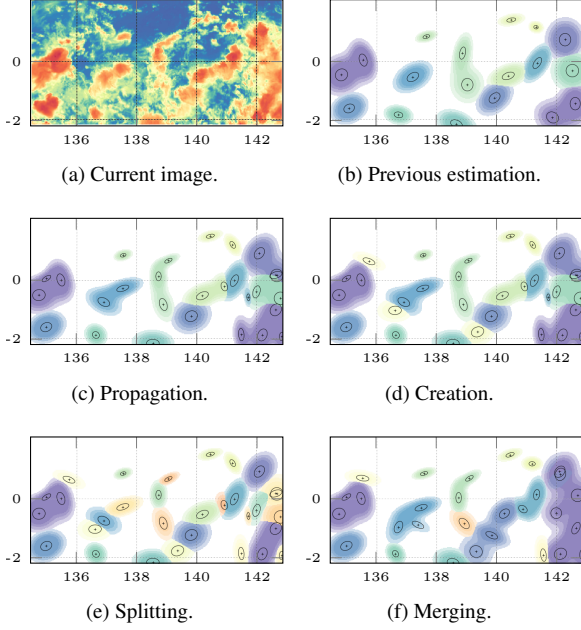 0
-2
136 138 140 142
(a) Current image.
0
-2
136 138 140 142
(b) Previous estimation.
0
-2
136 138 140 142
(c) Propagation.
0
-2
136 138 140 142
(d) Creation.
0
-2
136 138 140 142
(e) Splitting.
0
-2
136 138 140 142
(f) Merging.